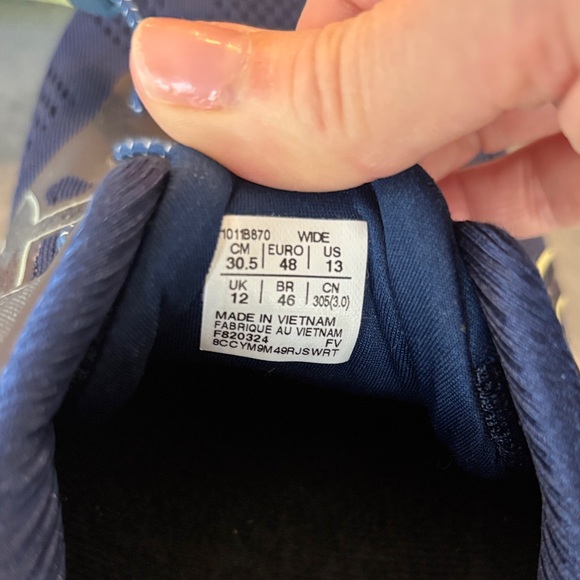 1011B870 WIDE
CM EURO US
30.5 48 13
UK BR CN
12 46 305(3.0)
MADE IN VIETNAM
FABRIQUE AU VIETNAM
F820324 FV
8CCYM9M49RJSWRT